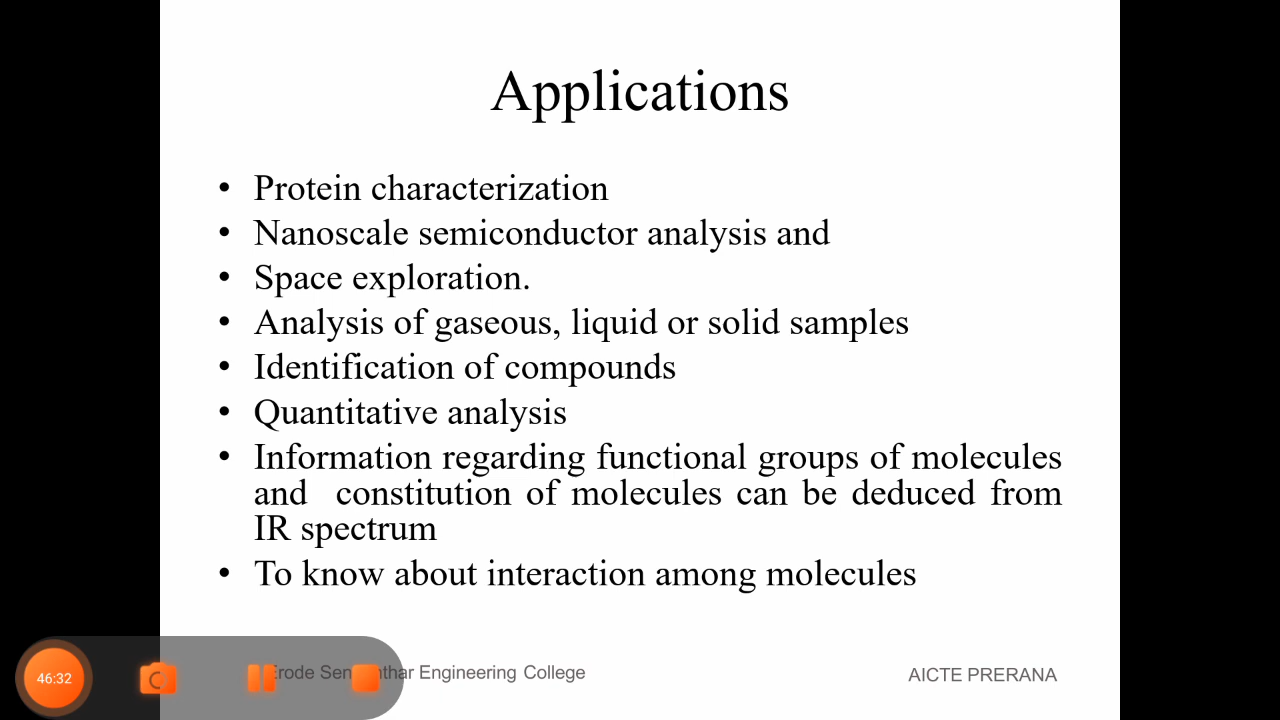 Applications
• Protein characterization
• Nanoscale semiconductor analysis and
• Space exploration.
• Analysis of gaseous, liquid or solid samples
• Identification of compounds
• Quantitative analysis
• Information regarding functional groups of molecules
and constitution of molecules can be deduced from
IR spectrum
• To know about interaction among molecules
46:32
Engineering College
AICTE PRERANA